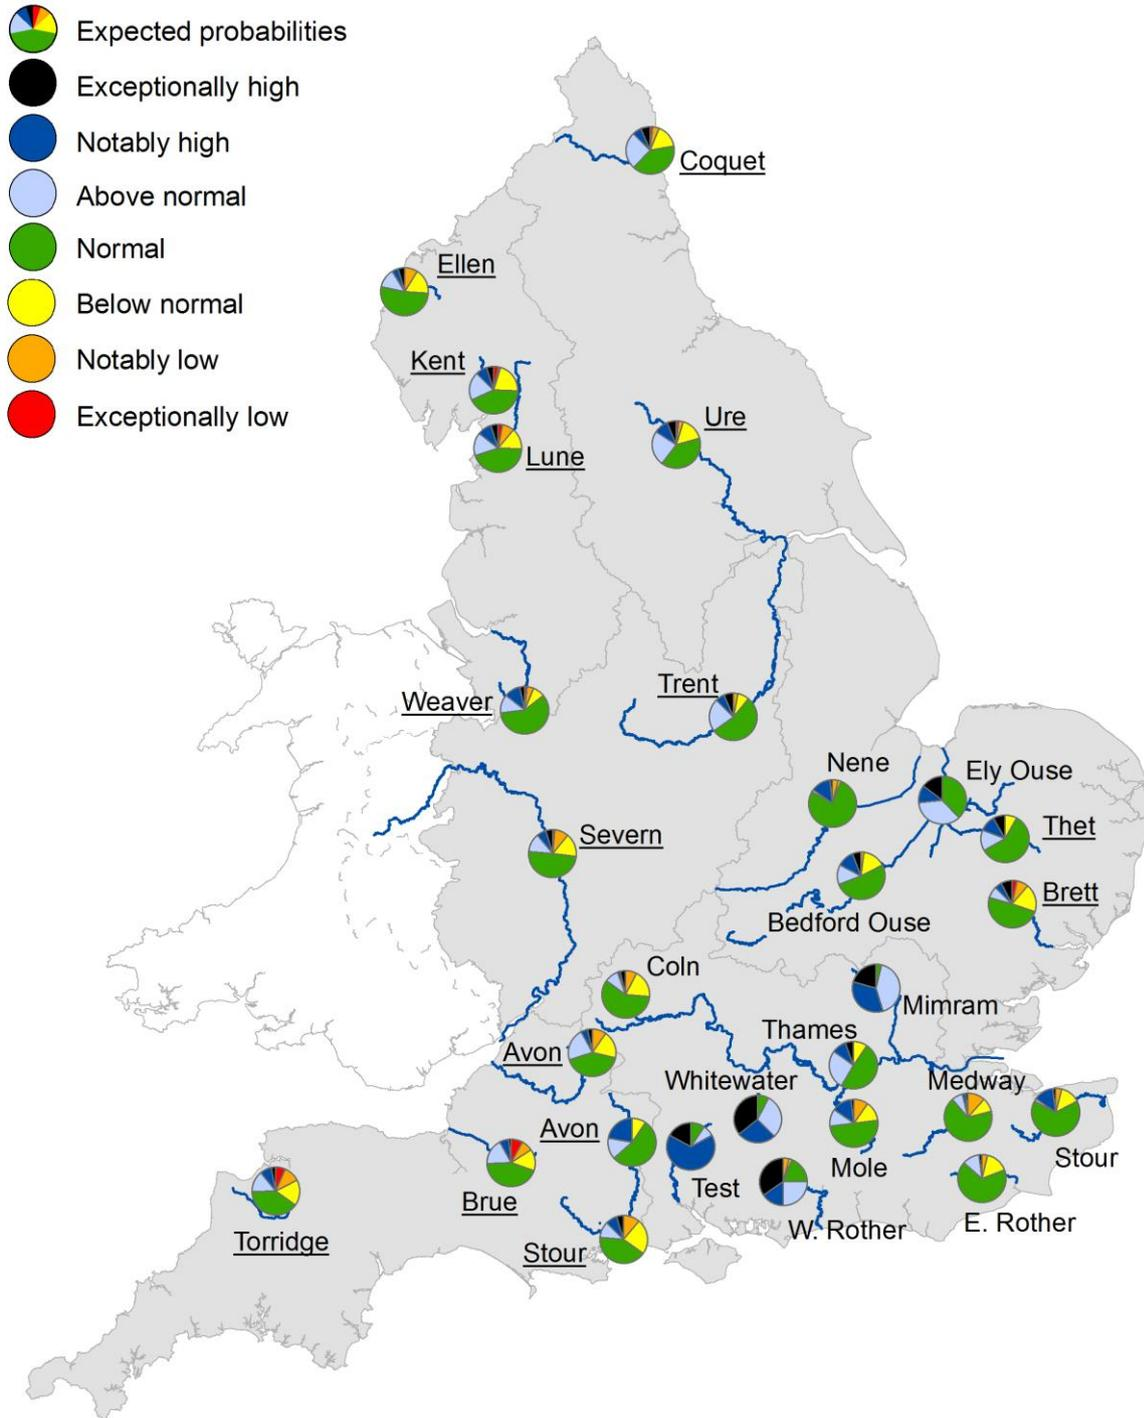 Expected probabilities
Exceptionally high
Notably high
Above normal
Normal
Below normal
Notably low
Exceptionally low
Coquet
Ellen
Kent
Ure
Lune
Trent
Weaver
Nene
Ely Ouse
Thet
Severn
Brett
Bedford Ouse
Coln
Mimram
Thames
Avon
Whitewater
Medway
Avon
Stour
Mole
Test
Brue
W. Rother
E. Rother
Torridge
Stour